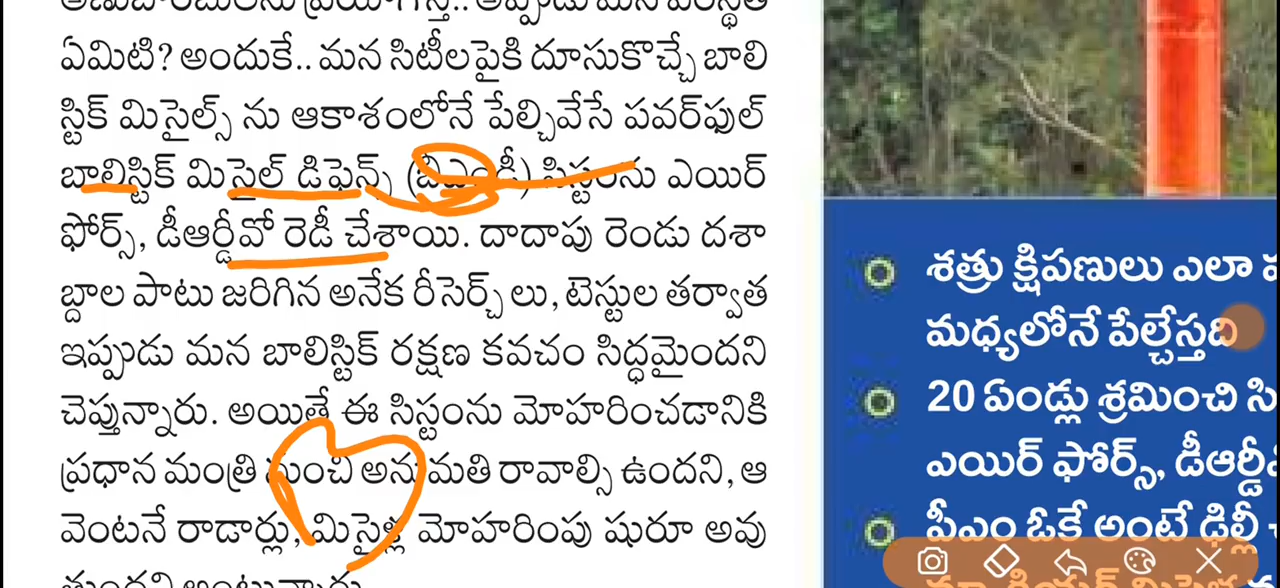 ఏమిటి? అందుకే.. మన సిటీలపైకి దూసుకొచ్చే బాలి
స్టిక్ మిసైల్స్ ను ఆకాశంలోనే పేల్చివేసే పవర్‌ఫుల్
బాలిస్టిక్ మిసైల్ డిఫెన్స్ (బీఎండీ) సిస్టంను ఎయిర్
ఫోర్స్, డీఆర్డీవో రెడీ చేశాయి. దాదాపు రెండు దశా
బ్దాల పాటు జరిగిన అనేక రీసెర్చ్ లు, టెస్టుల తర్వాత
ఇప్పుడు మన బాలిస్టిక్ రక్షణ కవచం సిద్ధమైందని
చెప్తున్నారు. అయితే ఈ సిస్టంను మోహరించడానికి
ప్రధాన మంత్రి నుంచి అనుమతి రావాల్సి ఉందని, ఆ
వెంటనే రాడార్లు, మిసైళ్ల మోహరింపు షురూ అవు
శత్రు క్షిపణులు ఎలా
మధ్యలోనే పేల్చేస్తది
20 ఏండ్లు శ్రమించి
ఎయిర్ ఫోర్స్,
పీఎం ఓకే అంటే ఢిల్లీ